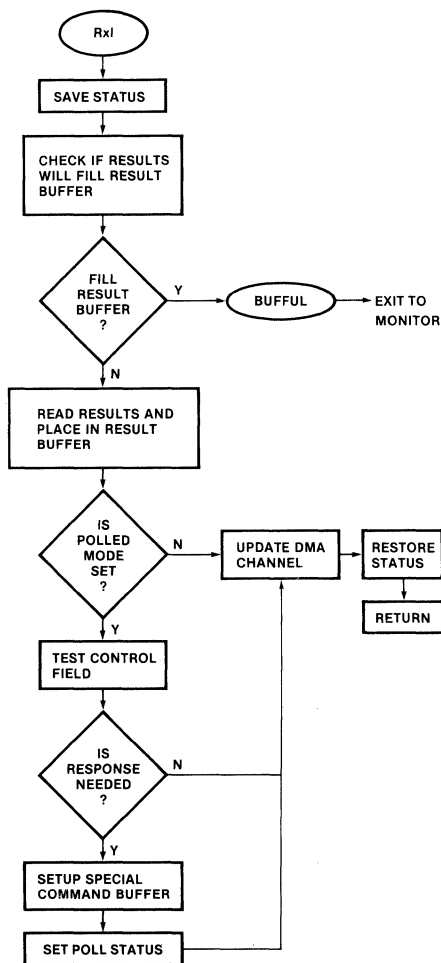 RxI
SAVE STATUS
CHECK IF RESULTS
WILL FILL RESULT
BUFFER
FILL
RESULT
BUFFER
?
Y
BUFFUL
EXIT TO
MONITOR
N
READ RESULTS AND
PLACE IN RESULT
BUFFER
IS
POLLED
MODE
SET
?
N
UPDATE DMA
CHANNEL
RESTORE
STATUS
RETURN
Y
TEST CONTROL
FIELD
IS
RESPONSE
NEEDED
?
N
Y
SETUP SPECIAL
COMMAND BUFFER
SET POLL STATUS